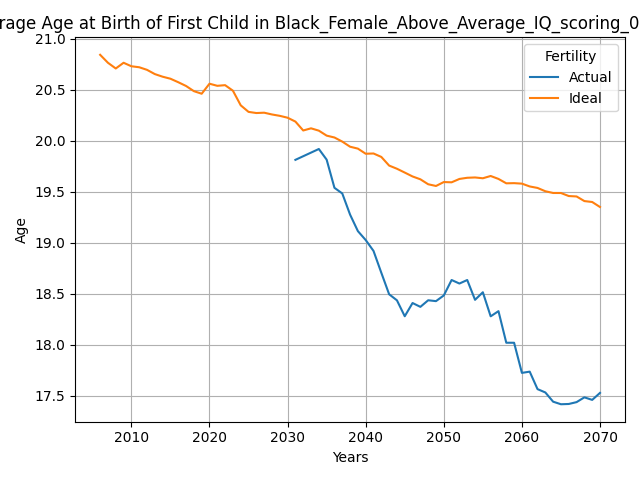 rage Age at Birth of First Child in Black_Female_Above_Average_IQ_scoring_0
21.0
20.5
20.0
19.5
19.0
18.5
18.0
17.5
Age
Fertility
Actual
Ideal
2010 2020 2030 2040 2050 2060 2070
Years